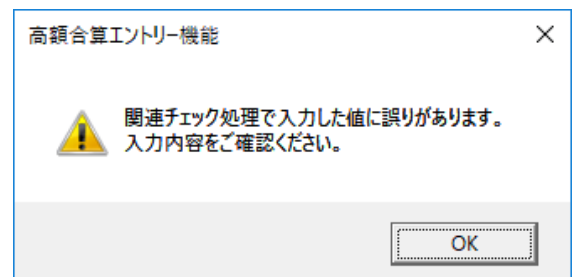 高額合算エントリー機能
関連チェック処理で入力した値に誤りがあります。
入力内容をご確認ください。
OK